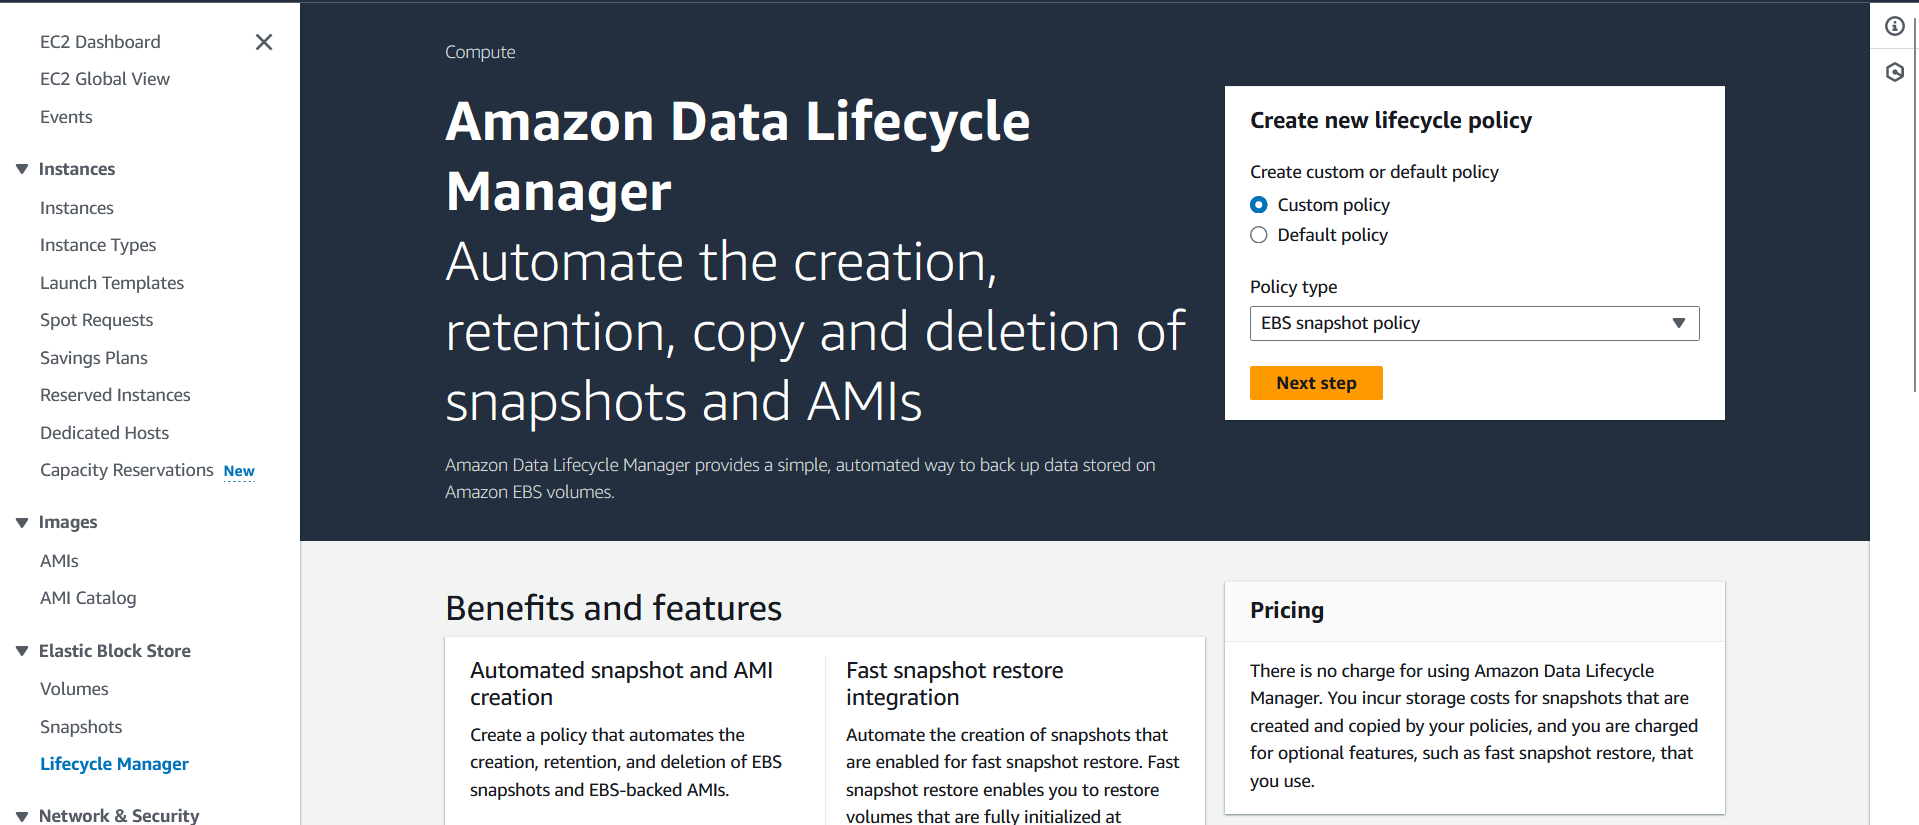 EC2 Dashboard
EC2 Global View
Events
Instances
Instances
Instance Types
Launch Templates
Spot Requests
Savings Plans
Reserved Instances
Dedicated Hosts
Capacity Reservations New
Images
AMIs
AMI Catalog
Elastic Block Store
Volumes
Snapshots
Lifecycle Manager
Network & Security
Compute
Amazon Data Lifecycle
Manager
Automate the creation,
retention, copy and deletion of
snapshots and AMIs
Amazon Data Lifecycle Manager provides a simple, automated way to back up data stored on
Amazon EBS volumes.
Create new lifecycle policy
Create custom or default policy
Custom policy
Default policy
Policy type
EBS snapshot policy
Next step
Benefits and features
Automated snapshot and AMI
creation
Create a policy that automates the
creation, retention, and deletion of EBS
snapshots and EBS-backed AMIs.
Fast snapshot restore
integration
Automate the creation of snapshots that
are enabled for fast snapshot restore. Fast
snapshot restore enables you to restore
volumes that are fully initialized at
Pricing
There is no charge for using Amazon Data Lifecycle
Manager. You incur storage costs for snapshots that are
created and copied by your policies, and you are charged
for optional features, such as fast snapshot restore, that
you use.